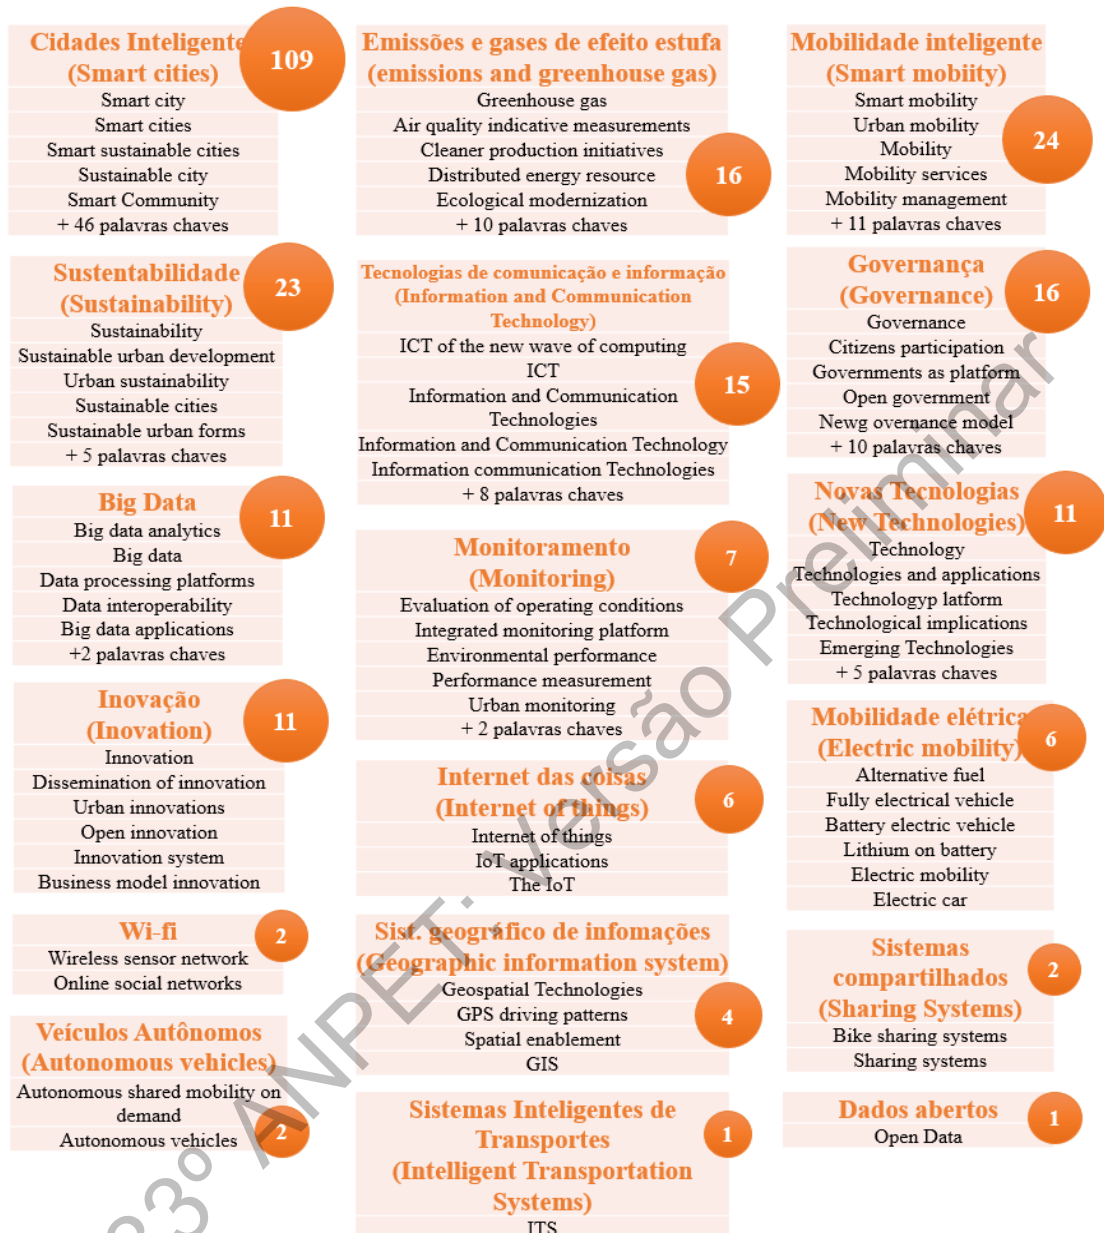 Cidades Inteligente
(Smart cities)
109
Smart city
Smart cities
Smart sustainable cities
Sustainable city
Smart Community
+ 46 palavras chaves
Sustentabilidade
(Sustainability)
23
Sustainability
Sustainable urban development
Urban sustainability
Sustainable cities
Sustainable urban forms
+ 5 palavras chaves
Big Data
11
Big data analytics
Big data
Data processing platforms
Data interoperability
Big data applications
+2 palavras chaves
Inovação
(Inovation)
11
Innovation
Dissemination of innovation
Urban innovations
Open innovation
Innovation system
Business model innovation
Wi-fi
2
Wireless sensor network
Online social networks
Veículos Autônomos
(Autonomous vehicles)
Autonomous shared mobility on
demand
Autonomous vehicles
2
Emissões e gases de efeito estufa
(emissions and greenhouse gas)
Greenhouse gas
Air quality indicative measurements
Cleaner production initiatives
Distributed energy resource
16
Ecological modernization
+ 10 palavras chaves
Tecnologias de comunicação e informação
(Information and Communication
Technology)
ICT of the new wave of computing
ICT
15
Information and Communication
Technologies
Information and Communication Technology
Information communication Technologies
+ 8 palavras chaves
Monitoramento
(Monitoring)
7
Evaluation of operating conditions
Integrated monitoring platform
Environmental performance
Performance measurement
Urban monitoring
+ 2 palavras chaves
Internet das coisas
(Internet of things)
6
Internet of things
IoT applications
The IoT
Sist. geográfico de infomações
(Geographic information system)
Geospatial Technologies
GPS driving patterns
4
Spatial enablement
GIS
Sistemas Inteligentes de
Transportes
(Intelligent Transportation
Systems)
1
ITS
Mobilidade inteligente
(Smart mobiity)
Smart mobility
Urban mobility
24
Mobility
Mobility services
Mobility management
+ 11 palavras chaves
Governança
(Governance)
16
Governance
Citizens participation
Governments as platform
Open government
Newg overnance model
+ 10 palavras chaves
Novas Tecnologias
(New Technologies)
11
Technology
Technologies and applications
Technologyp latform
Technological implications
Emerging Technologies
+ 5 palavras chaves
Mobilidade elétrica
(Electric mobility)
6
Alternative fuel
Fully electrical vehicle
Battery electric vehicle
Lithium on battery
Electric mobility
Electric car
Sistemas
compartilhados
(Sharing Systems)
2
Bike sharing systems
Sharing systems
Dados abertos
1
Open Data
33º ANPET: Versão Preliminar